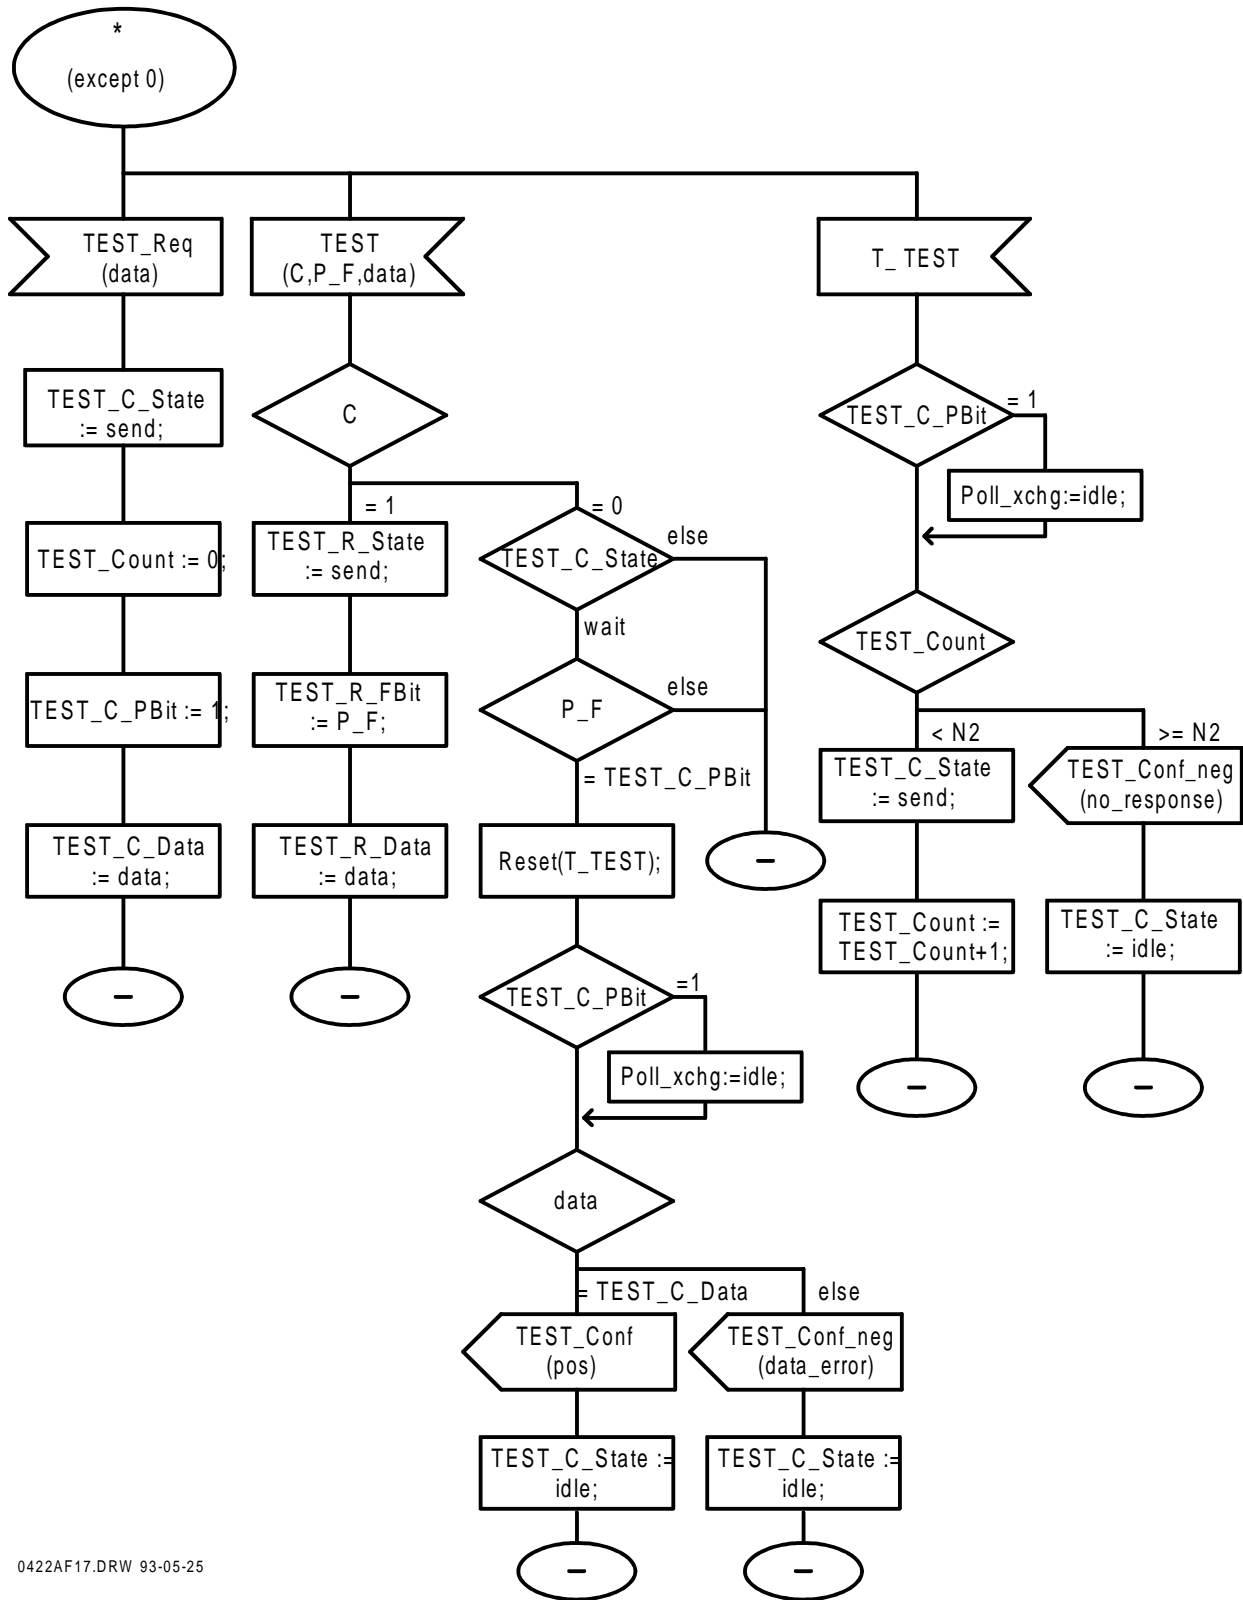 *
(except 0)
TEST_Req
(data)
TEST
(C,P_F,data)
T_TEST
TEST_C_State
:= send;
C
TEST_C_PBit
= 1
Poll_xchg:=idle;
TEST_Count := 0;
= 1
TEST_R_State
:= send;
= 0
TEST_C_State
else
wait
TEST_Count
TEST_C_PBit := 1;
TEST_R_FBit
:= P_F;
P_F
else
= TEST_C_PBit
< N2
TEST_C_State
:= send;
>= N2
TEST_Conf_neg
(no_response)
TEST_C_Data
:= data;
TEST_R_Data
:= data;
Reset(T_TEST);
–
TEST_Count :=
TEST_Count+1;
TEST_C_State
:= idle;
–
–
TEST_C_PBit
=1
Poll_xchg:=idle;
–
–
data
= TEST_C_Data
else
TEST_Conf
(pos)
TEST_Conf_neg
(data_error)
TEST_C_State :=
idle;
TEST_C_State :=
idle;
–
–
0422AF17.DRW 93-05-25